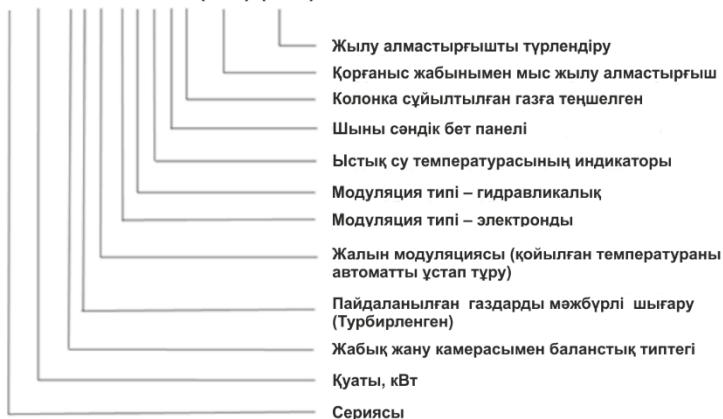 Жылу алмастырғышты түрлендіру
Қорғаныс жабынымен мыс жылу алмастырғыш
Колонка сұйылтылған газға теңшелген
Шыны сәндік бет панелі
Ыстық су температурасының индикаторы
Модуляция типі – гидравликалық
Модуляция типі – электронды
Жалын модуляциясы (қойылған температураны
автоматты ұстап тұру)
Пайдаланылған газдарды мәжбүрлі шығару
(Турбирленген)
Жабық жану камерасымен баланстық типтегі
Қуаты, кВт
Сериясы